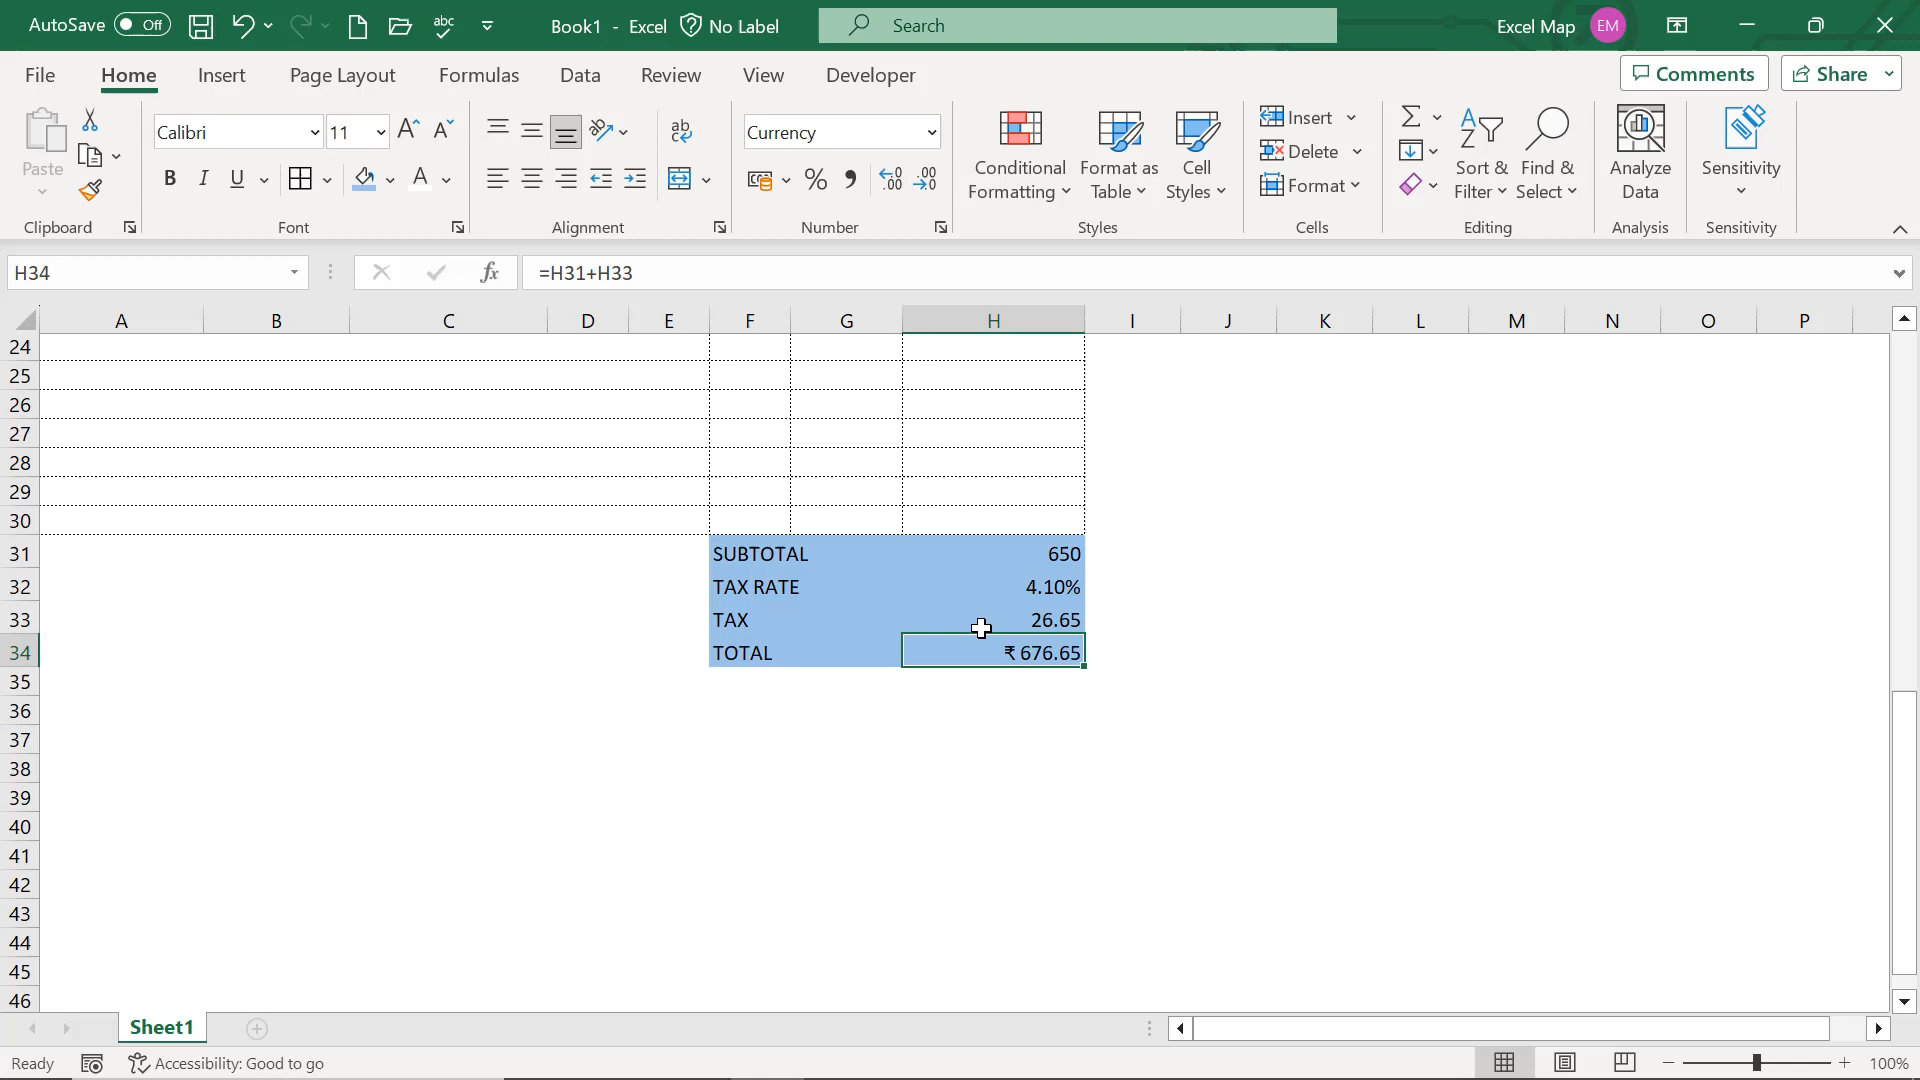 AutoSave Off abc Book1 - Excel No Label Search Excel Map EM
File Home Insert Page Layout Formulas Data Review View Developer Comments Share
Paste
Clipboard
Calibri 11 A A
B I U A
Font
ab
c
Alignment
Currency
% , .00
Number
Conditional Formatting
Format as Table
Cell Styles
Styles
Insert
Delete
Format
Cells
Sort & Filter
Find & Select
Editing
Analyze Data
Analysis
Sensitivity
Sensitivity
H34 fx =H31+H33
A B C D E F G H I J K L M N O P
24
25
26
27
28
29
30
31 SUBTOTAL 650
32 TAX RATE 4.10%
33 TAX 26.65
34 TOTAL ₹ 676.65
35
36
37
38
39
40
41
42
43
44
45
46
Sheet1
Ready Accessibility: Good to go 100%